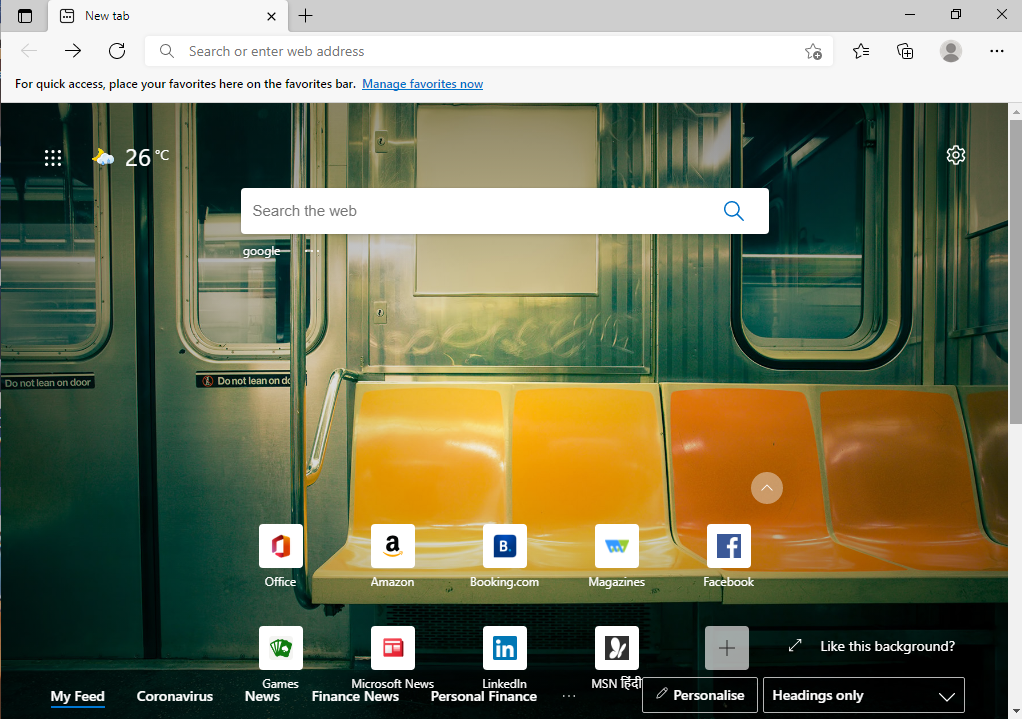 New tab
Search or enter web address
For quick access, place your favorites here on the favorites bar. Manage favorites now
26 °C
Search the web
google
Do not lean on door
Do not lean on do
a
B.
f
Office
Amazon
Booking.com
Magazines
Facebook
in
Games
Microsoft News
LinkedIn
MSN हिंदी
Like this background?
My Feed
Coronavirus
News
Finance News
Personal Finance
Personalise
Headings only